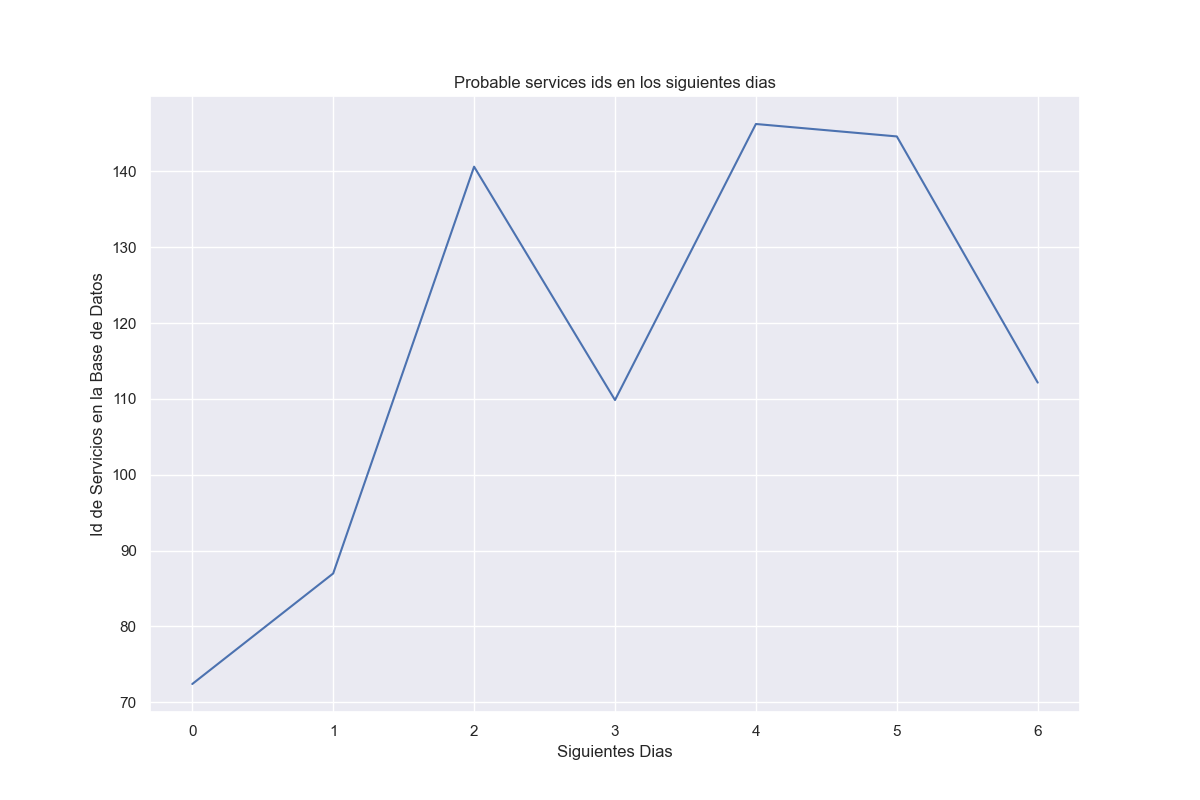 Probable services ids en los siguientes dias
140
130
120
110
100
90
80
70
Id de Servicios en la Base de Datos
0 1 2 3 4 5 6
Siguientes Dias